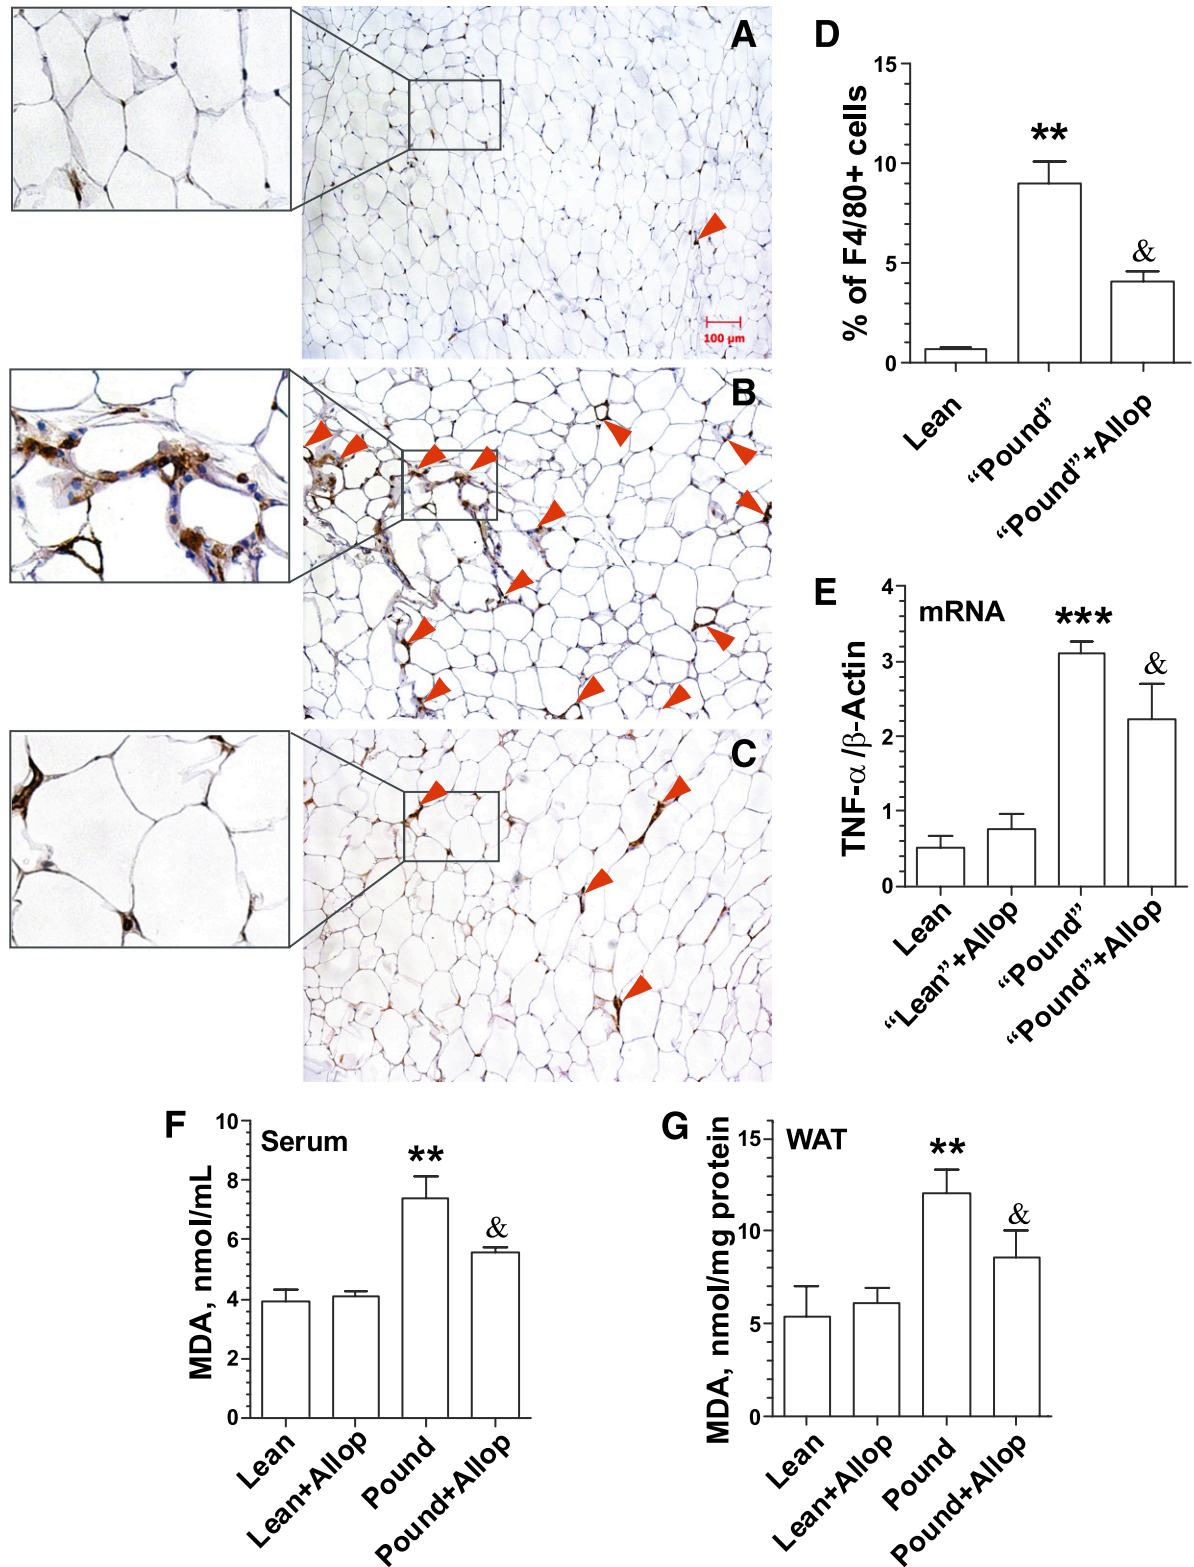 A
100 µm
B
C
D
% of F4/80+ cells
15
10
5
0
**
&
Lean
“Pound”
“Pound”+Allop
E
mRNA
TNF-α/β-Actin
4
3
2
1
0
***
&
Lean
“Lean”+Allop
“Pound”
“Pound”+Allop
F
Serum
MDA, nmol/mL
10
8
6
4
2
0
**
&
Lean
Lean+Allop
Pound
Pound+Allop
G
WAT
MDA, nmol/mg protein
15
10
5
0
**
&
Lean
Lean+Allop
Pound
Pound+Allop